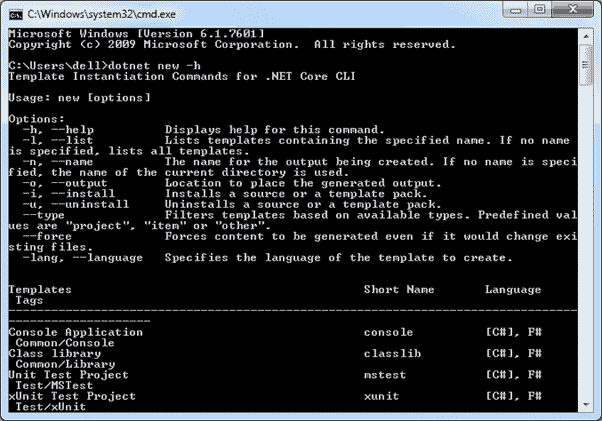 C:\Windows\system32\cmd.exe
Microsoft Windows [Version 6.1.7601]
Copyright (c) 2009 Microsoft Corporation.  All rights reserved.
C:\Users\dell>dotnet new -h
Template Instantiation Commands for .NET Core CLI
Usage: new [options]
Options:
-h, --help          Displays help for this command.
-l, --list          Lists templates containing the specified name. If no name
is specified, lists all templates.
-n, --name          The name for the output being created. If no name is speci
fied, the name of the current directory is used.
-o, --output        Location to place the generated output.
-i, --install       Installs a source or a template pack.
-u, --uninstall     Uninstalls a source or a template pack.
--type              Filters templates based on available types. Predefined val
ues are "project", "item" or "other".
--force             Forces content to be generated even if it would change exi
sting files.
-lang, --language   Specifies the language of the template to create.
Templates                                         Short Name       Language
Tags
--------------------------------------------------------------------------------
--------------------
Console Application                               console          [C#], F#
Common/Console
Class library                                     classlib         [C#], F#
Common/Library
Unit Test Project                                 mstest           [C#], F#
Test/MSTest
xUnit Test Project                                xunit            [C#], F#
Test/xUnit